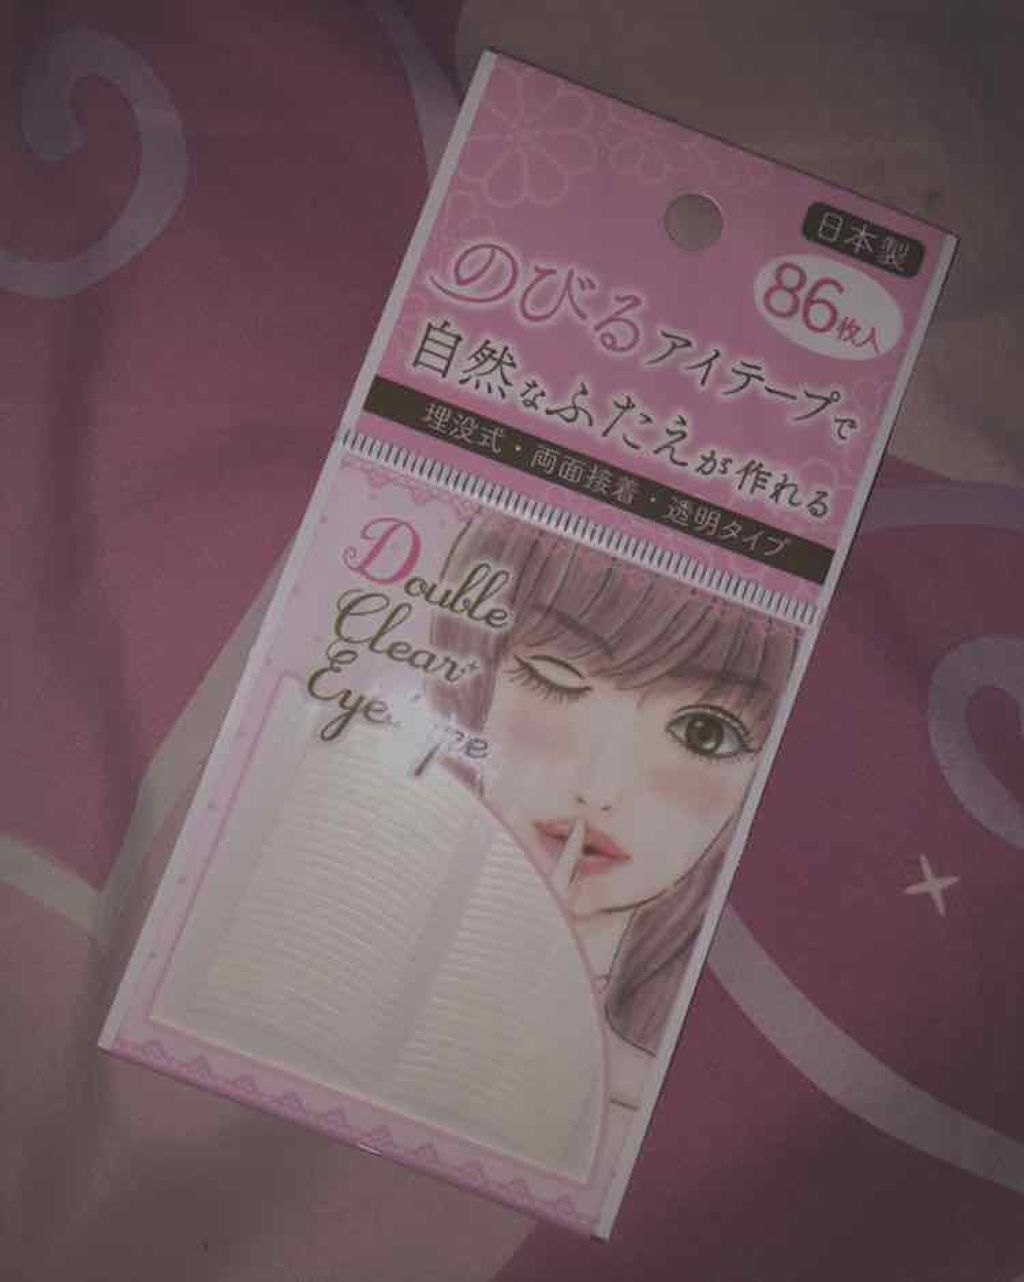 日本製
86枚入
のびるアイテープで
自然なふたえが作れる
埋没式・両面接着・透明タイプ
Double
Clear
Eye